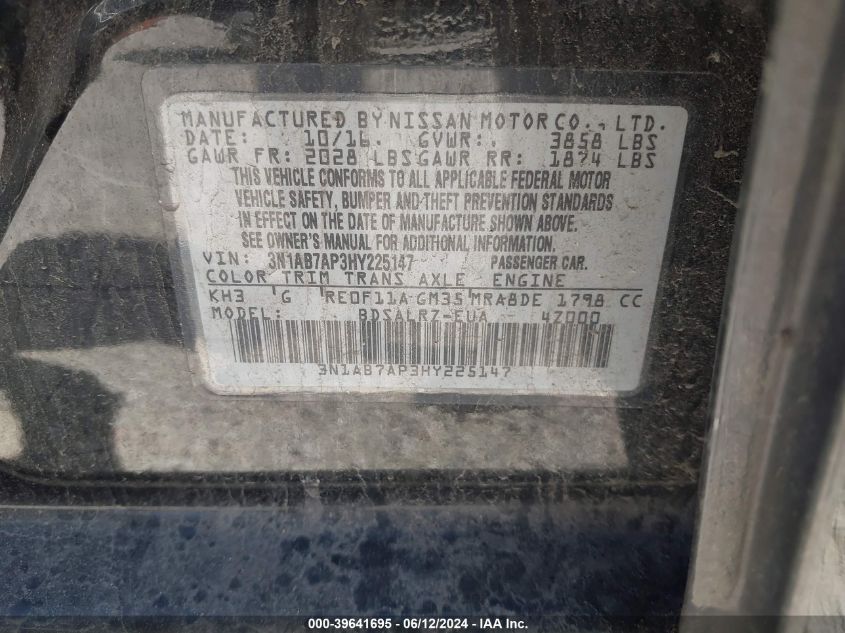 MANUFACTURED BY NISSAN MOTOR CO., LTD.
DATE: 10/16 GVWR: 3858 LBS
GAWR FR: 2028 LBS GAWR RR: 1874 LBS
THIS VEHICLE CONFORMS TO ALL APPLICABLE FEDERAL MOTOR
VEHICLE SAFETY, BUMPER AND THEFT PREVENTION STANDARDS
IN EFFECT ON THE DATE OF MANUFACTURE SHOWN ABOVE.
SEE OWNER'S MANUAL FOR ADDITIONAL INFORMATION.
VIN: 3N1AB7AP3HY225147 PASSENGER CAR.
COLOR TRIM TRANS AXLE ENGINE
KH3 G RE0F11A GM35 MRA8DE 1798 CC
MODEL: BDSALRZ-EUA - 4Z000
3N1AB7AP3HY225147
000-39641695 - 06/12/2024 - IAAI.com